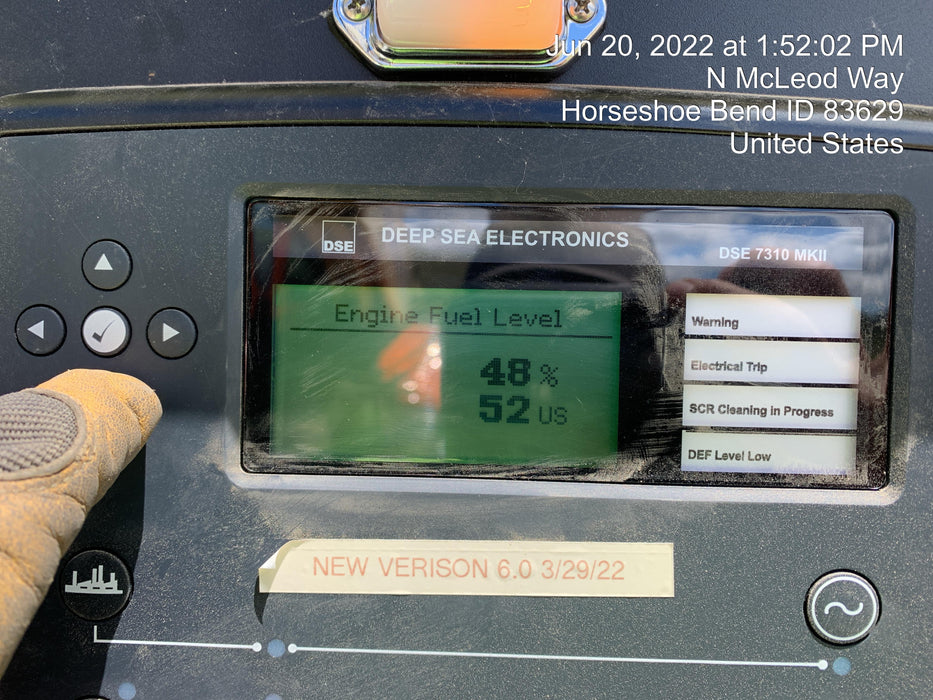 Jun 20, 2022 at 1:52:02 PM
N McLeod Way
Horseshoe Bend ID 83629
United States
DSE
DEEP SEA ELECTRONICS
DSE 7310 MKII
Engine Fuel Level
48 %
52 US
Warning
Electrical Trip
SCR Cleaning in Progress
DEF Level Low
NEW VERISON 6.0 3/29/22